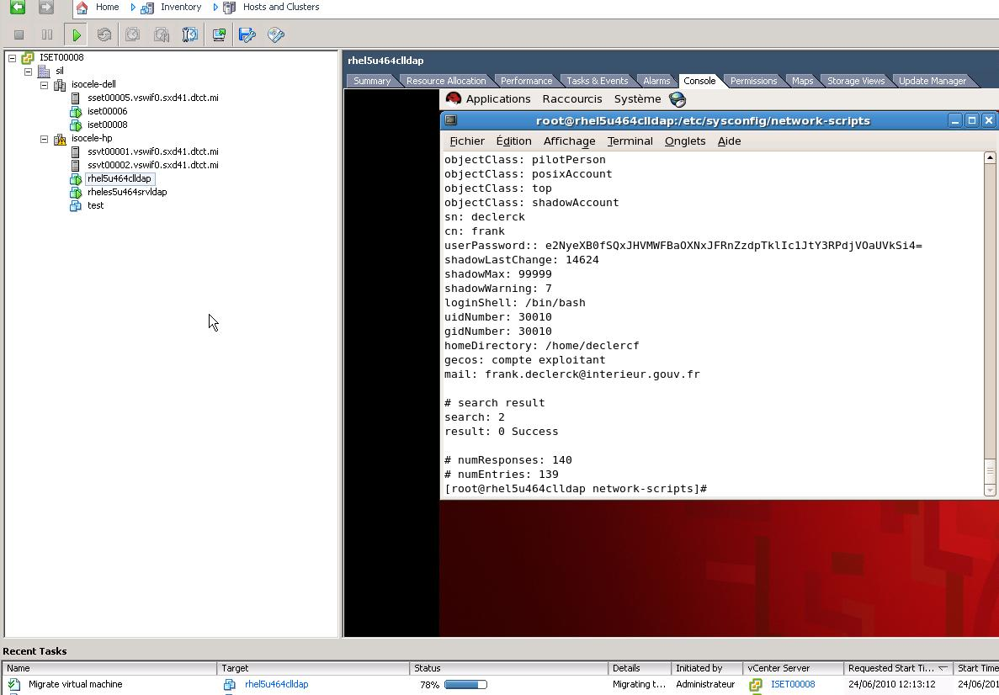 Home Inventory Hosts and Clusters
ISET00008
sil
isocele-dell
sset00005.vswif0.sxd41.dtct.mi
iset00006
iset00008
isocele-hp
ssvt00001.vswif0.sxd41.dtct.mi
ssvt00002.vswif0.sxd41.dtct.mi
rhel5u464clldap
rheles5u464srvldap
test
rhel5u464clldap
Summary Resource Allocation Performance Tasks & Events Alarms Console Permissions Maps Storage Views Update Manager
Applications Raccourcis Système
root@rhel5u464clldap:/etc/sysconfig/network-scripts
Fichier Édition Affichage Terminal Onglets Aide
objectClass: pilotPerson
objectClass: posixAccount
objectClass: top
objectClass: shadowAccount
sn: declerck
cn: frank
userPassword:: e2NyeXB0fSQxJHVMWFBaOXNxJFRnZzdpTklIc1JtY3RPdjVOaUVkSi4=
shadowLastChange: 14624
shadowMax: 99999
shadowWarning: 7
loginShell: /bin/bash
uidNumber: 30010
gidNumber: 30010
homeDirectory: /home/declercf
gecos: compte exploitant
mail: frank.declerck@interieur.gouv.fr
# search result
search: 2
result: 0 Success
# numResponses: 140
# numEntries: 139
[root@rhel5u464clldap network-scripts]#
Recent Tasks
Name Target Status Details Initiated by vCenter Server Requested Start Ti... Start Time
Migrate virtual machine rhel5u464clldap 78% Migrating t... Administrateur ISET00008 24/06/2010 12:13:12 24/06/201